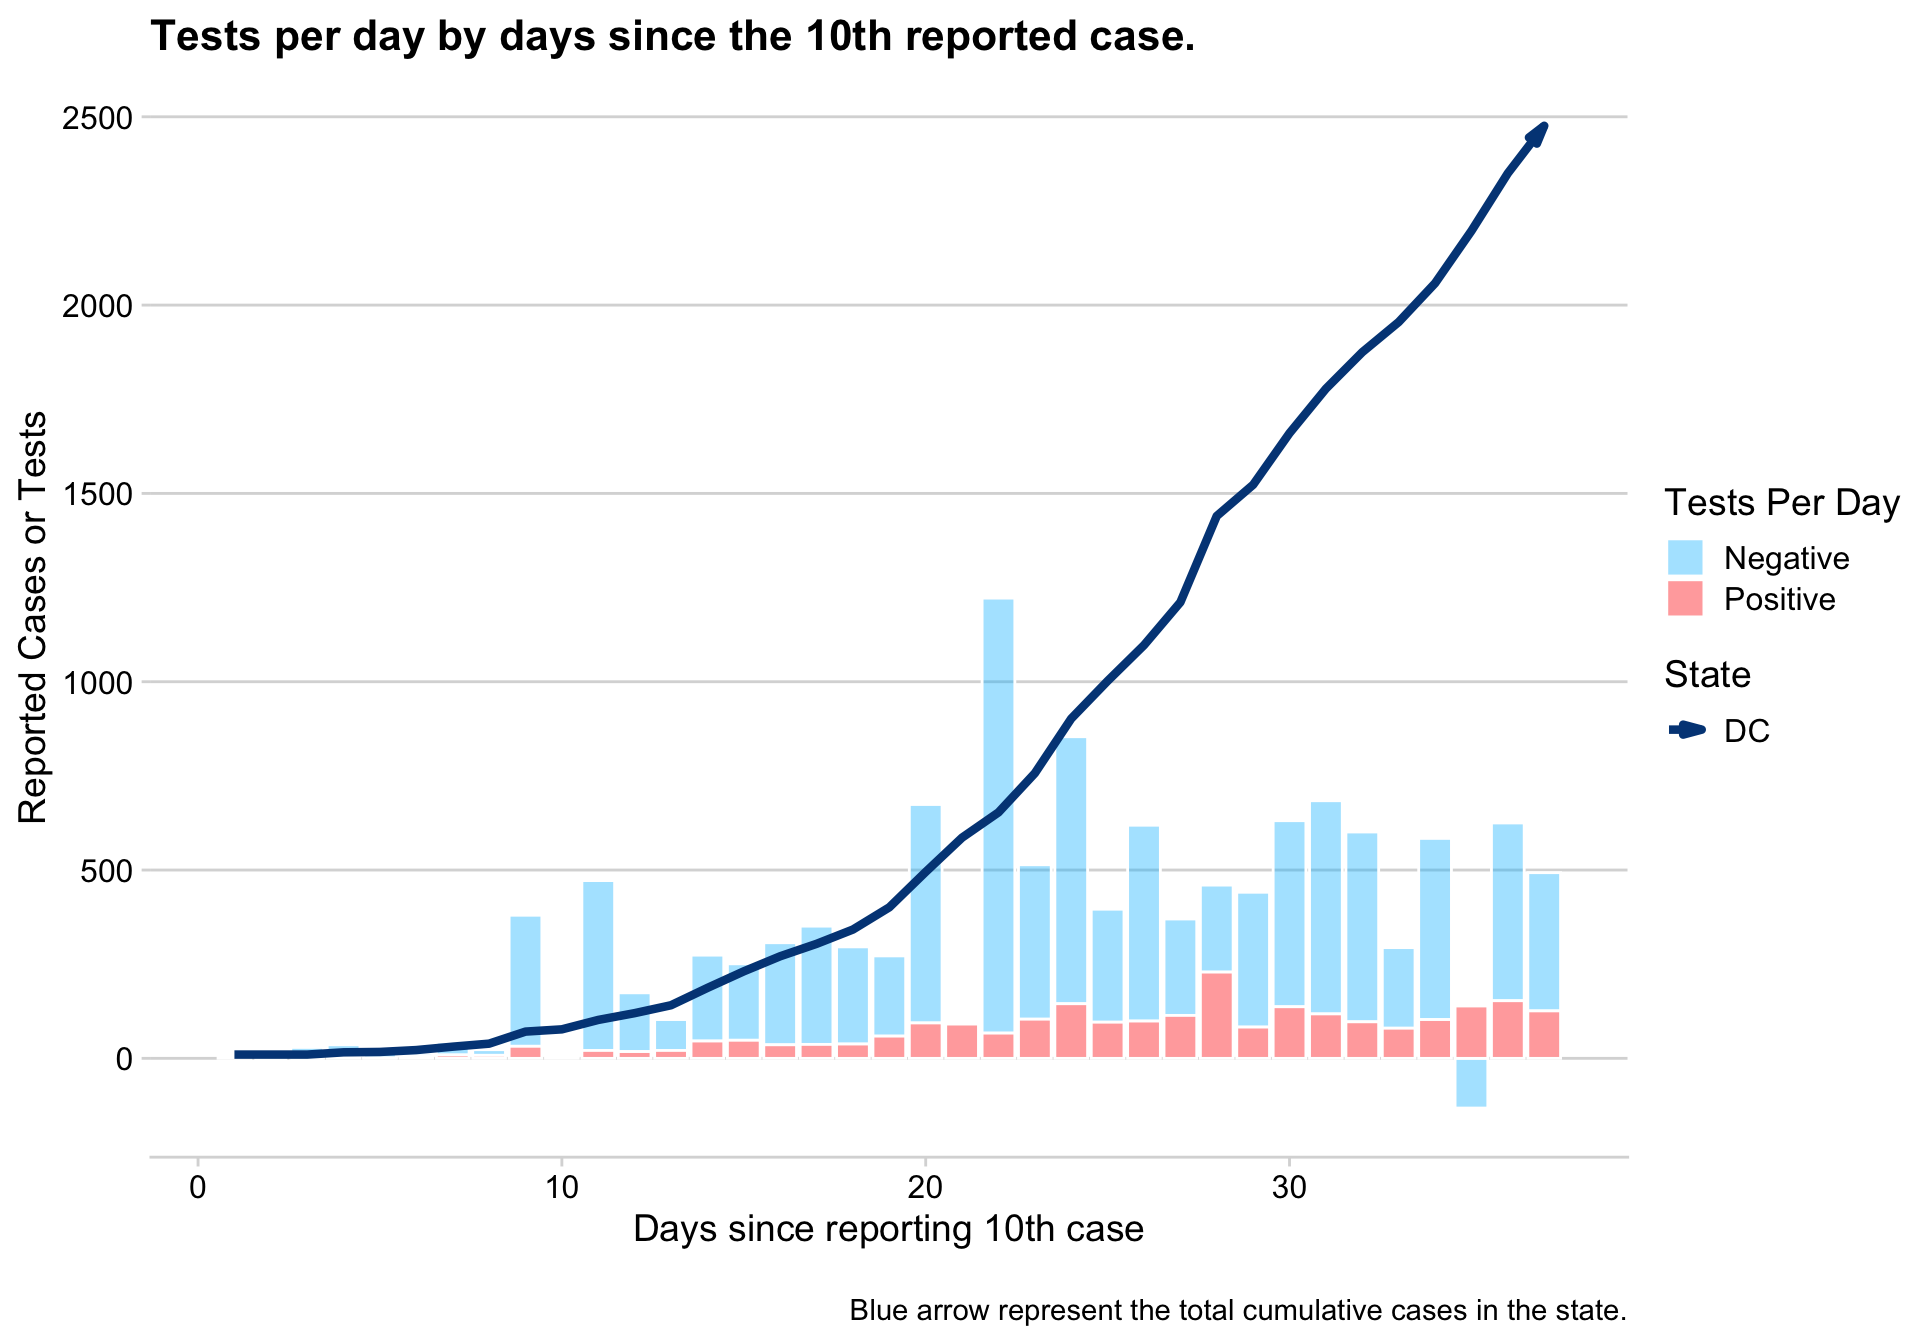 Tests per day by days since the 10th reported case.
2500
2000
1500
1000
500
0
Reported Cases or Tests
0 10 20 30
Days since reporting 10th case
Tests Per Day
Negative
Positive
State
DC
Blue arrow represent the total cumulative cases in the state.